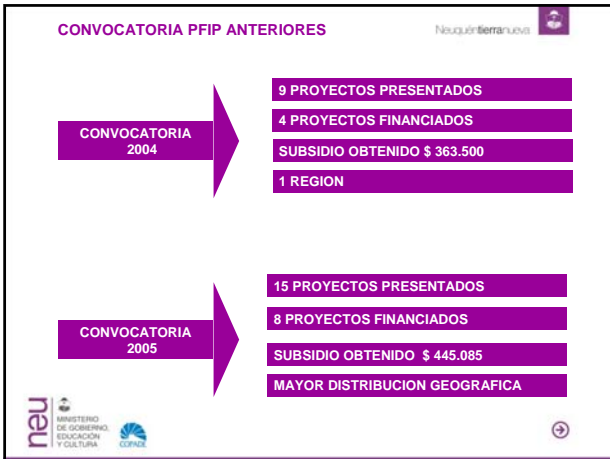 CONVOCATORIA PFIP ANTERIORES
Neuquéntierranueva
CONVOCATORIA
2004
9 PROYECTOS PRESENTADOS
4 PROYECTOS FINANCIADOS
SUBSIDIO OBTENIDO $ 363.500
1 REGION
CONVOCATORIA
2005
15 PROYECTOS PRESENTADOS
8 PROYECTOS FINANCIADOS
SUBSIDIO OBTENIDO $ 445.085
MAYOR DISTRIBUCION GEOGRAFICA
neu
MINISTERIO
DE GOBIERNO,
EDUCACIÓN
Y CULTURA
COPADE